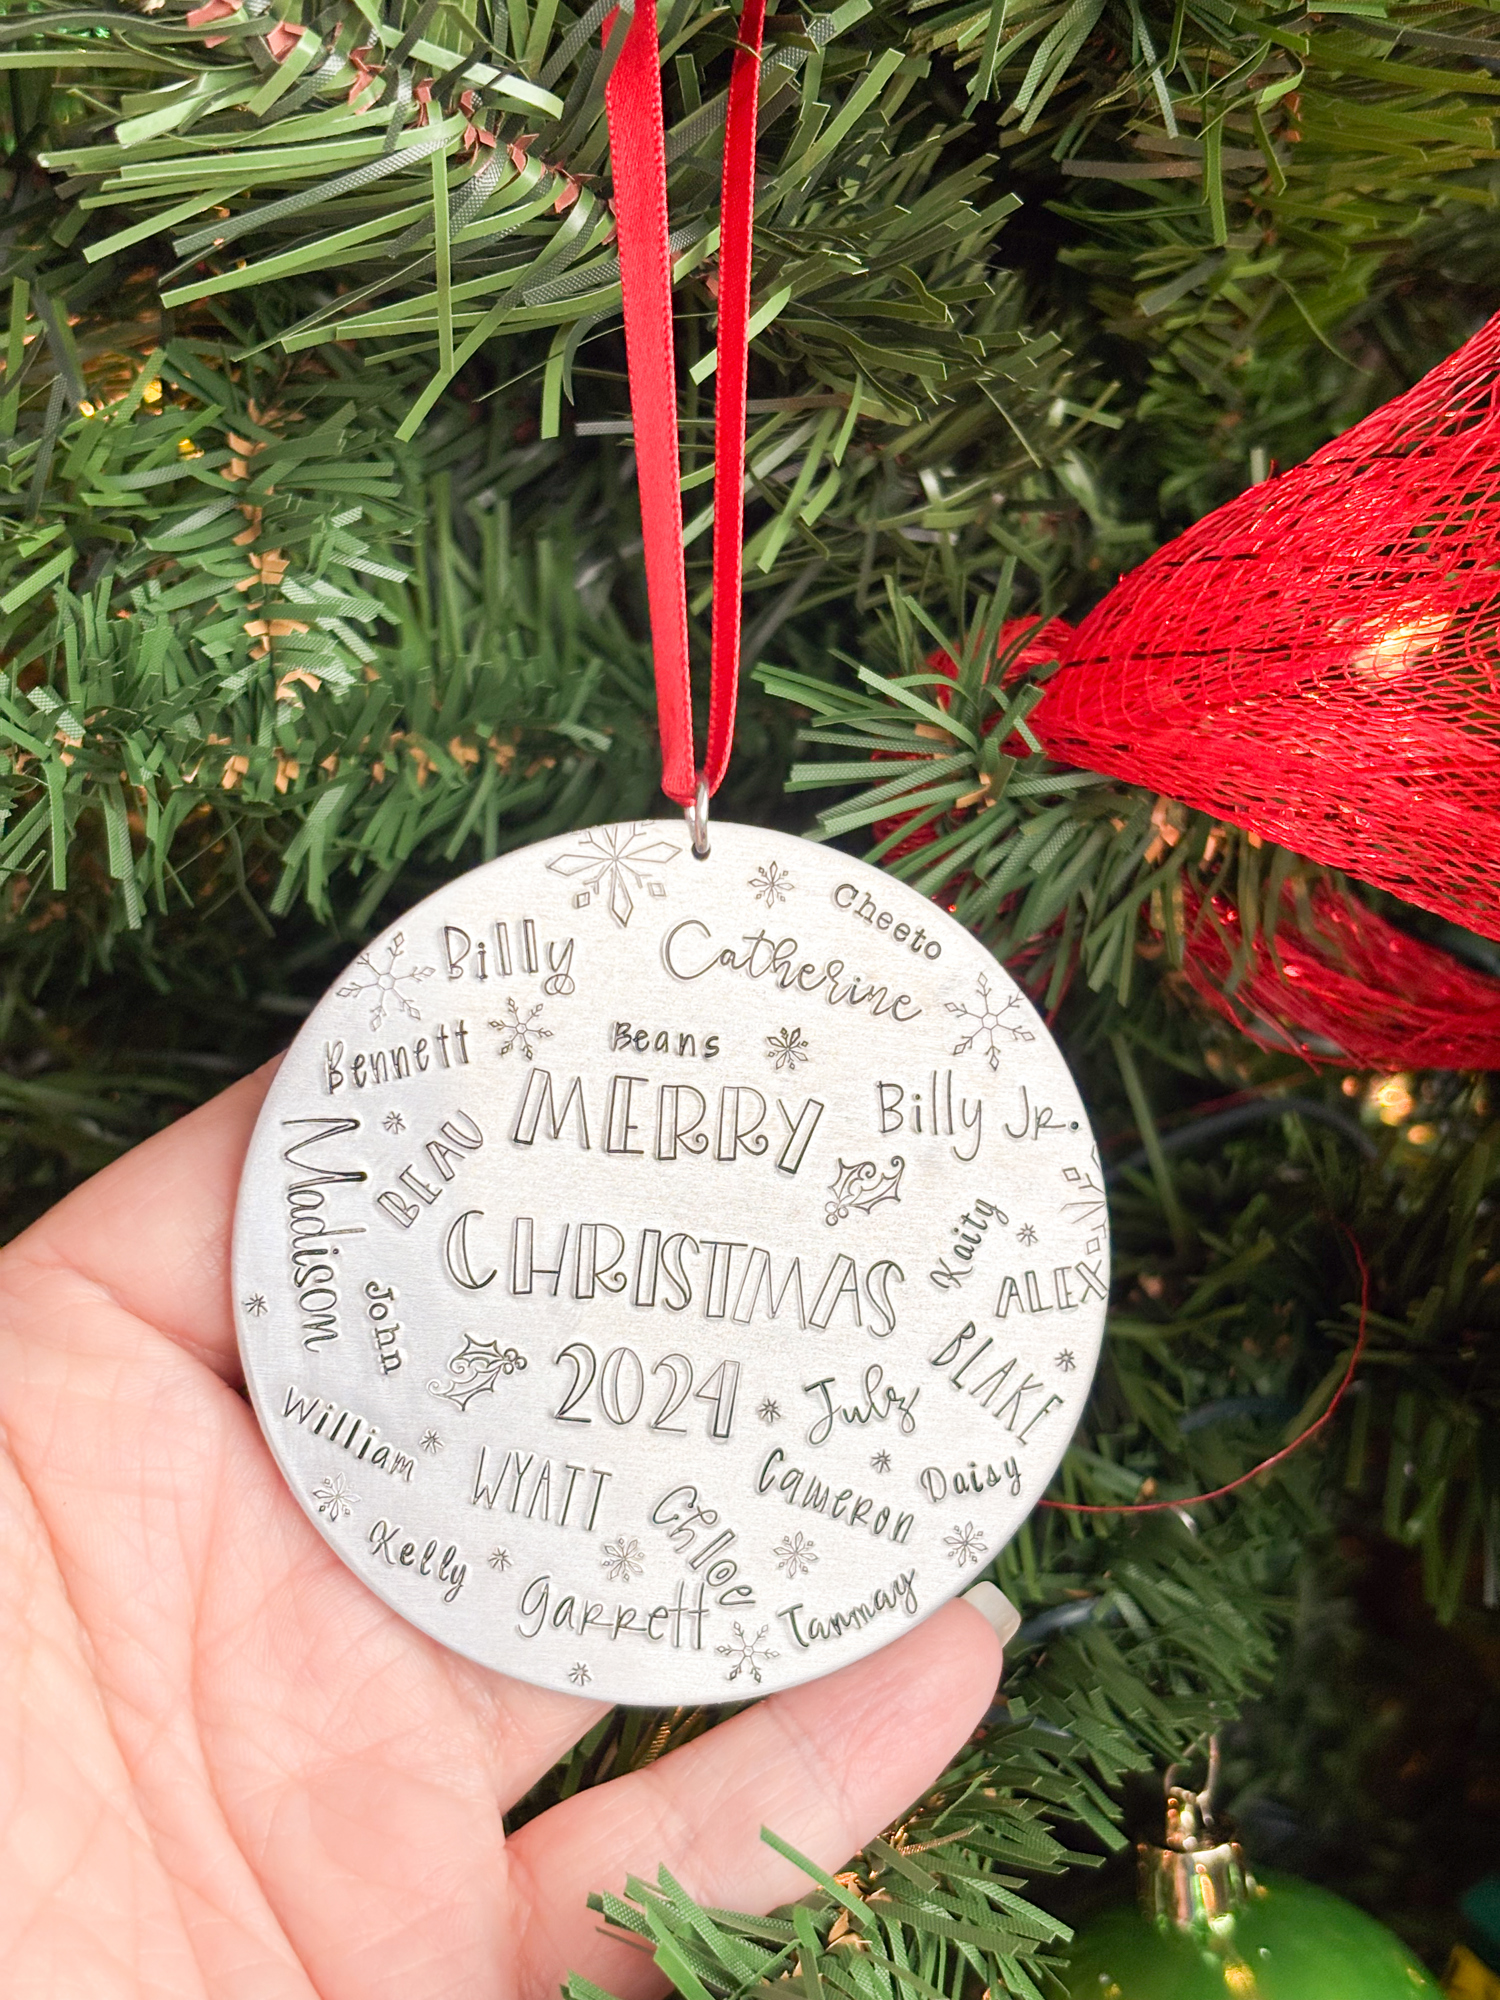 Cheeto
Billy
Catherine
Bennett
Beans
MERRY
Billy Jr.
Madison
BEAU
CHRISTMAS
Kaity
ALEX
John
2024
Julz
BLAKE
William
WYATT
Cameron
Daisy
Chloe
Kelly
Garrett
Tanmay